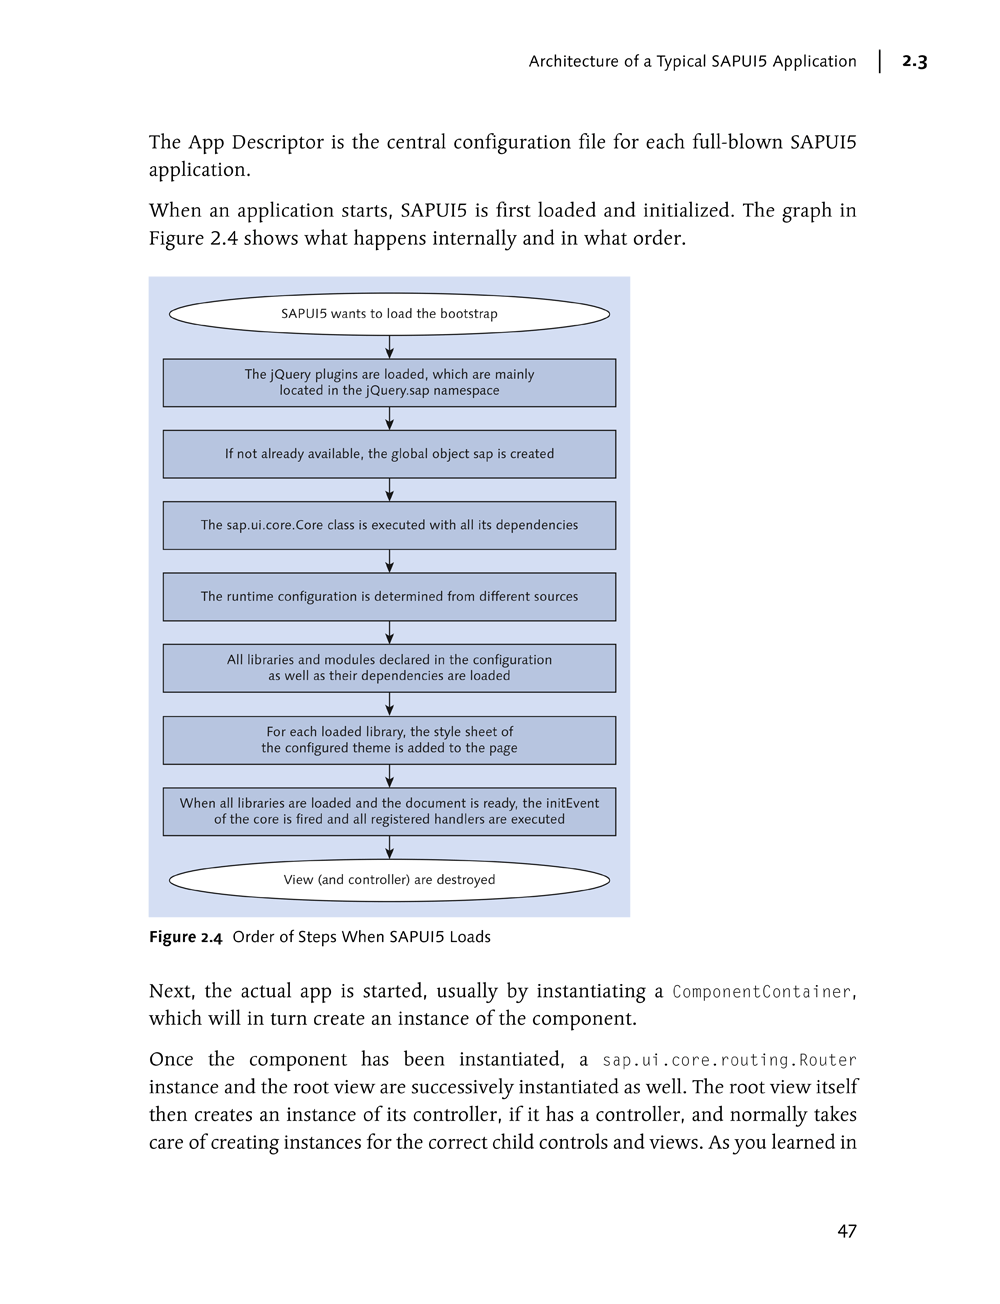 Architecture of a Typical SAPUI5 Application | 2.3
The App Descriptor is the central configuration file for each full-blown SAPUI5
application.
When an application starts, SAPUI5 is first loaded and initialized. The graph in
Figure 2.4 shows what happens internally and in what order.
SAPUI5 wants to load the bootstrap
The jQuery plugins are loaded, which are mainly
located in the jQuery.sap namespace
If not already available, the global object sap is created
The sap.ui.core.Core class is executed with all its dependencies
The runtime configuration is determined from different sources
All libraries and modules declared in the configuration
as well as their dependencies are loaded
For each loaded library, the style sheet of
the configured theme is added to the page
When all libraries are loaded and the document is ready, the initEvent
of the core is fired and all registered handlers are executed
View (and controller) are destroyed
Figure 2.4 Order of Steps When SAPUI5 Loads
Next, the actual app is started, usually by instantiating a ComponentContainer,
which will in turn create an instance of the component.
Once the component has been instantiated, a sap.ui.core.routing.Router
instance and the root view are successively instantiated as well. The root view itself
then creates an instance of its controller, if it has a controller, and normally takes
care of creating instances for the correct child controls and views. As you learned in
47